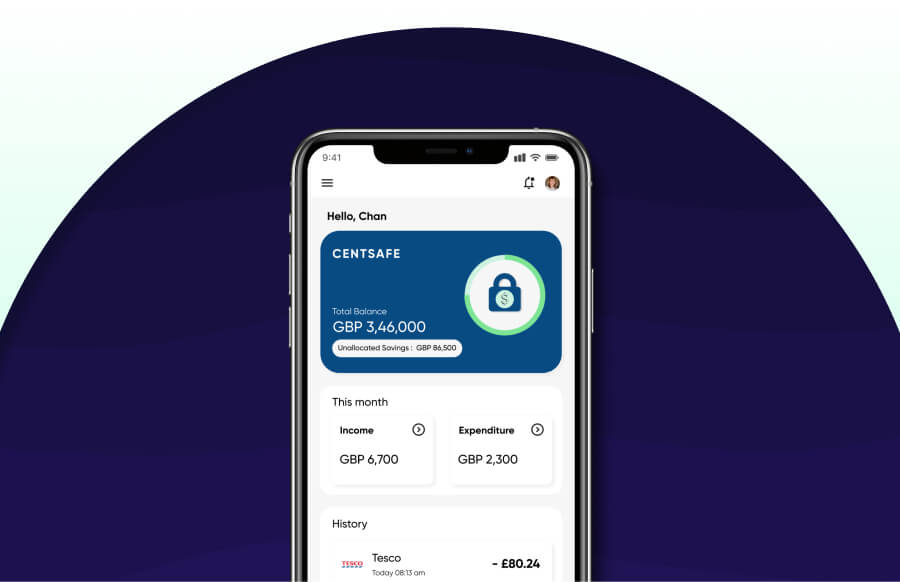 9:41
Hello, Chan
CENTSAFE
$
Total Balance
GBP 3,46,000
Unallocated Savings : GBP 86,500
This month
Income
Expenditure
GBP 6,700
GBP 2,300
History
TESCO
Tesco
- £80.24
Today 08:13 am